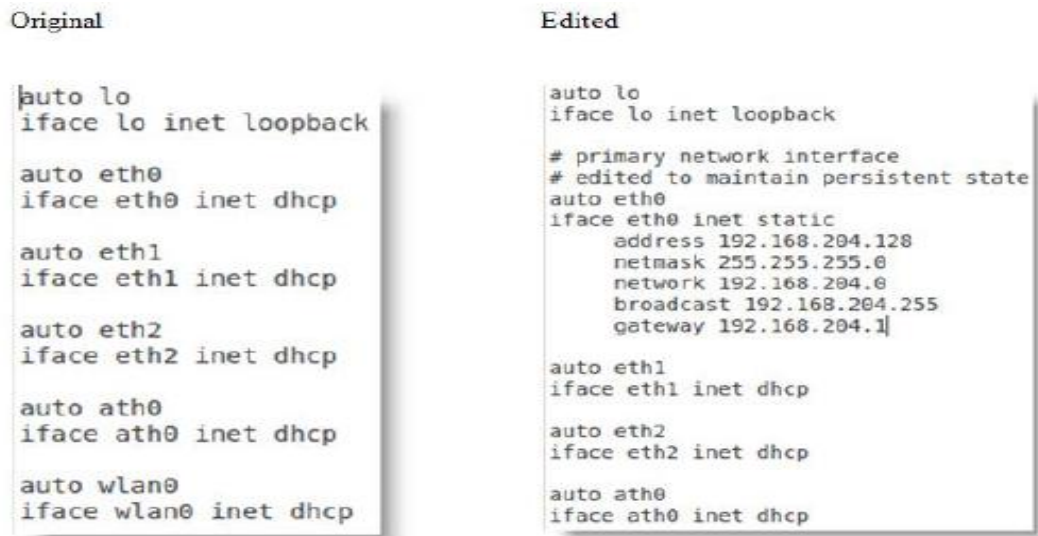 Original
auto lo
iface lo inet loopback
auto eth0
iface eth0 inet dhcp
auto eth1
iface eth1 inet dhcp
auto eth2
iface eth2 inet dhcp
auto ath0
iface ath0 inet dhcp
auto wlan0
iface wlan0 inet dhcp
Edited
auto lo
iface lo inet loopback
# primary network interface
# edited to maintain persistent state
auto eth0
iface eth0 inet static
address 192.168.204.128
netmask 255.255.255.0
network 192.168.204.0
broadcast 192.168.204.255
gateway 192.168.204.1
auto eth1
iface eth1 inet dhcp
auto eth2
iface eth2 inet dhcp
auto ath0
iface ath0 inet dhcp